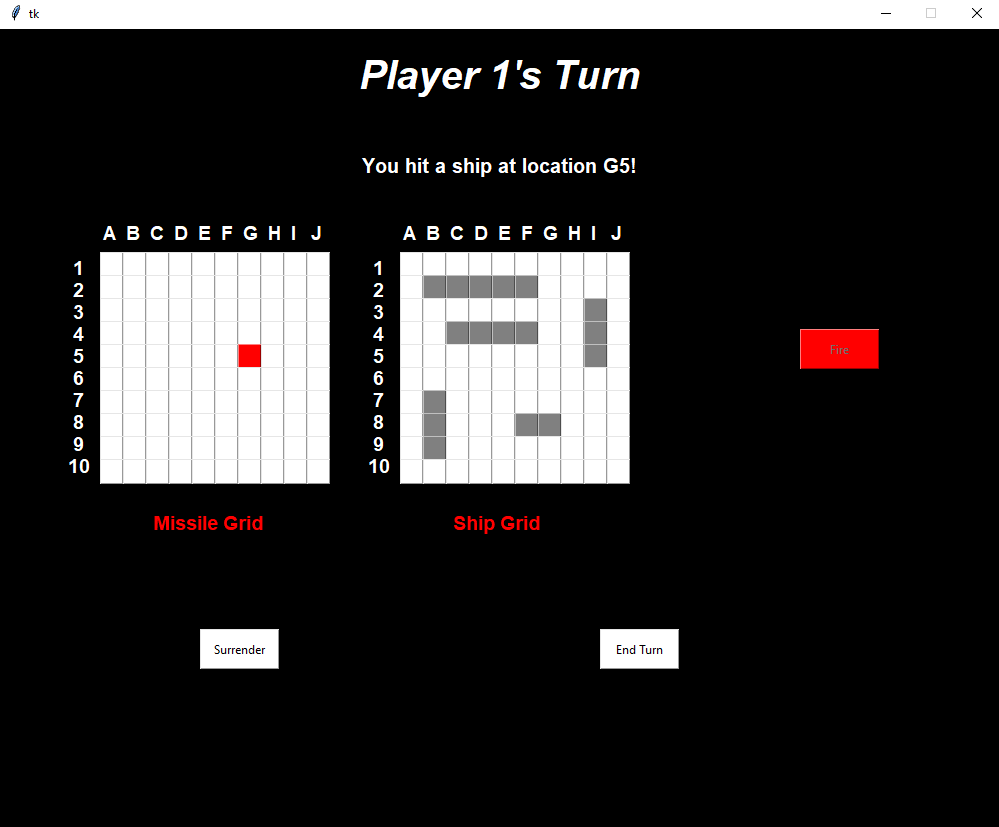 tk
Player 1's Turn
You hit a ship at location G5!
A B C D E F G H I J
1
2
3
4
5
6
7
8
9
10
Missile Grid
A B C D E F G H I J
1
2
3
4
5
6
7
8
9
10
Ship Grid
Fire
Surrender
End Turn